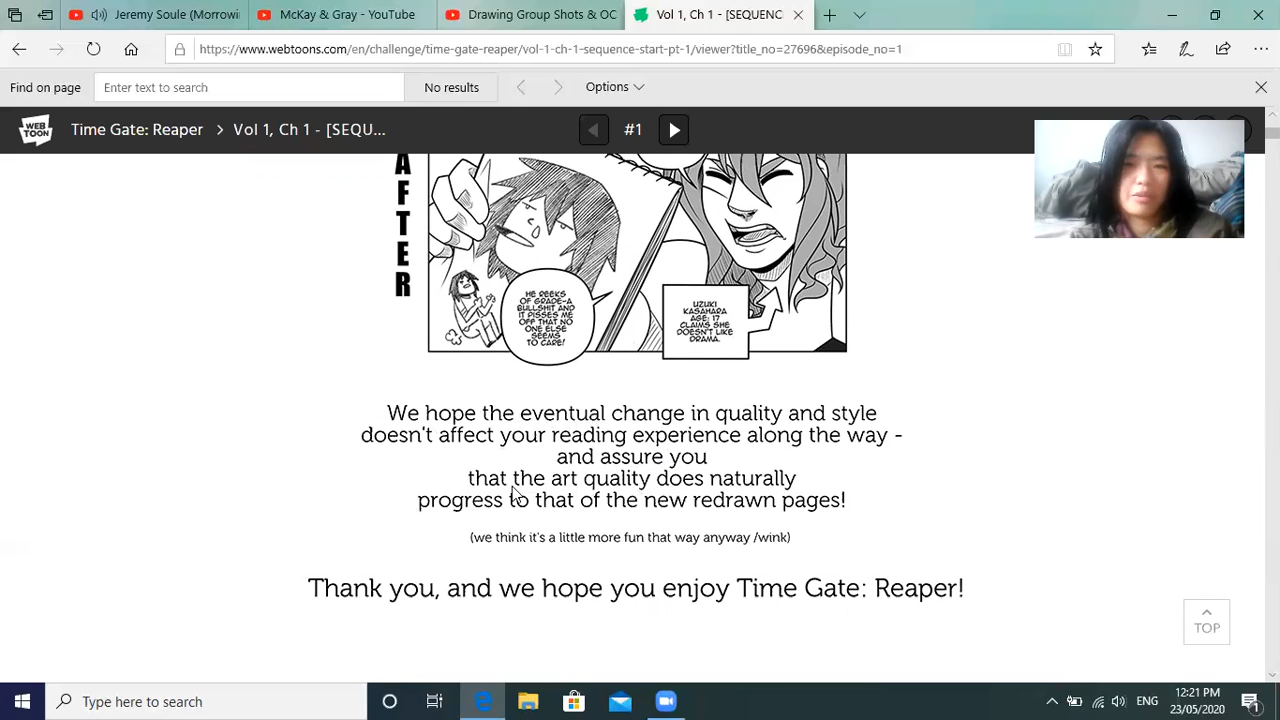 Jeremy Soule (Morrowi
McKay & Gray - YouTube
Drawing Group Shots & OC
Vol 1, Ch 1 - [SEQUENC
https://www.webtoons.com/en/challenge/time-gate-reaper/vol-1-ch-1-sequence-start-pt-1/viewer?title_no=27696&episode_no=1
Find on page
Enter text to search
No results
Options
WEB
TOON
Time Gate: Reaper
Vol 1, Ch 1 - [SEQU...
#1
AFTER
HE REEKS
OF GRADE-A
BULLSHIT AND
IT PISSES ME
OFF THAT NO
ONE ELSE
SEEMS
TO CARE!
UZUKI
KASAHARA
AGE: 17
CLAIMS SHE
DOESN'T LIKE
DRAMA.
We hope the eventual change in quality and style
doesn't affect your reading experience along the way -
and assure you
that the art quality does naturally
progress to that of the new redrawn pages!
(we think it's a little more fun that way anyway /wink)
Thank you, and we hope you enjoy Time Gate: Reaper!
TOP
Type here to search
ENG
12:21 PM
23/05/2020
1